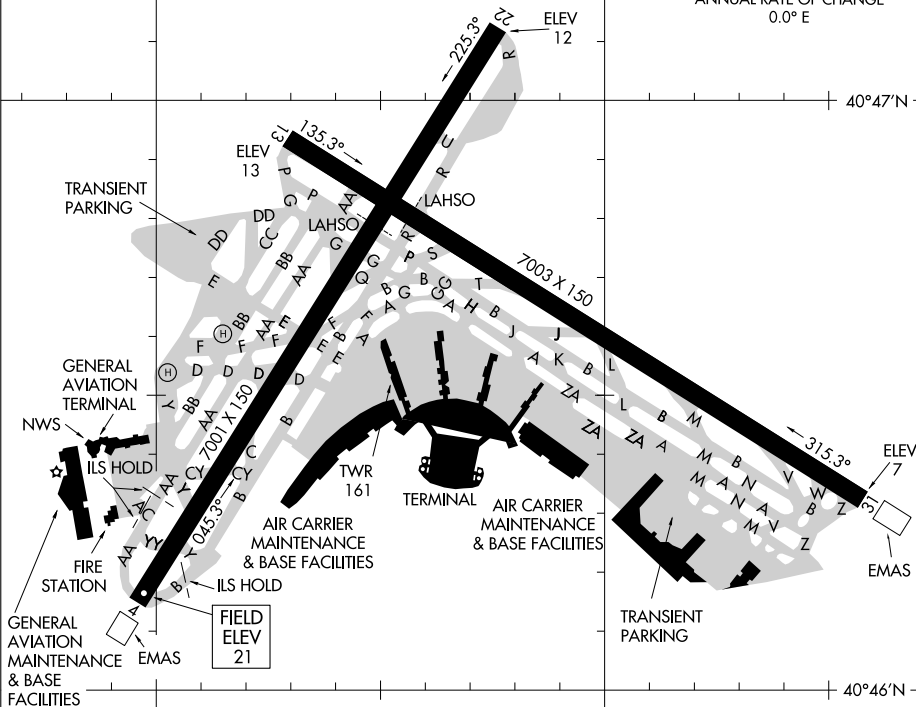 ANNUAL RATE OF CHANGE
0.0° E
22
ELEV
12
225.3°
R
40°47'N
13
135.3°
ELEV
13
U
R
P
G
P
AA
LAHSO
LAHSO
TRANSIENT
PARKING
DD
DD
CC
BB
AA
G
G
Q
R
P
S
E
B
A
G
B
G
G
A
H
T
B
J
J
7003 X 150
H
BB
AA
E
F
F
F
F
F
B
A
E
E
A
K
B
L
H
D
D
D
D
D
GENERAL
AVIATION
TERMINAL
Y
BB
AA
7001 X 150
B
ZA
ZA
ZA
L
B
A
M
M
M
NWS
ILS HOLD
AA
Y
CY
C
CY
B
TWR
161
TERMINAL
315.3°
ELEV
7
B
N
A
N
N
M
A
V
V
W
B
Z
Z
31
EMAS
A
C
045.3°
Y
AIR CARRIER
MAINTENANCE
& BASE FACILITIES
AIR CARRIER
MAINTENANCE
& BASE FACILITIES
FIRE
STATION
AA
YY
B
ILS HOLD
4
EMAS
FIELD
ELEV
21
TRANSIENT
PARKING
GENERAL
AVIATION
MAINTENANCE
& BASE
FACILITIES
40°46'N